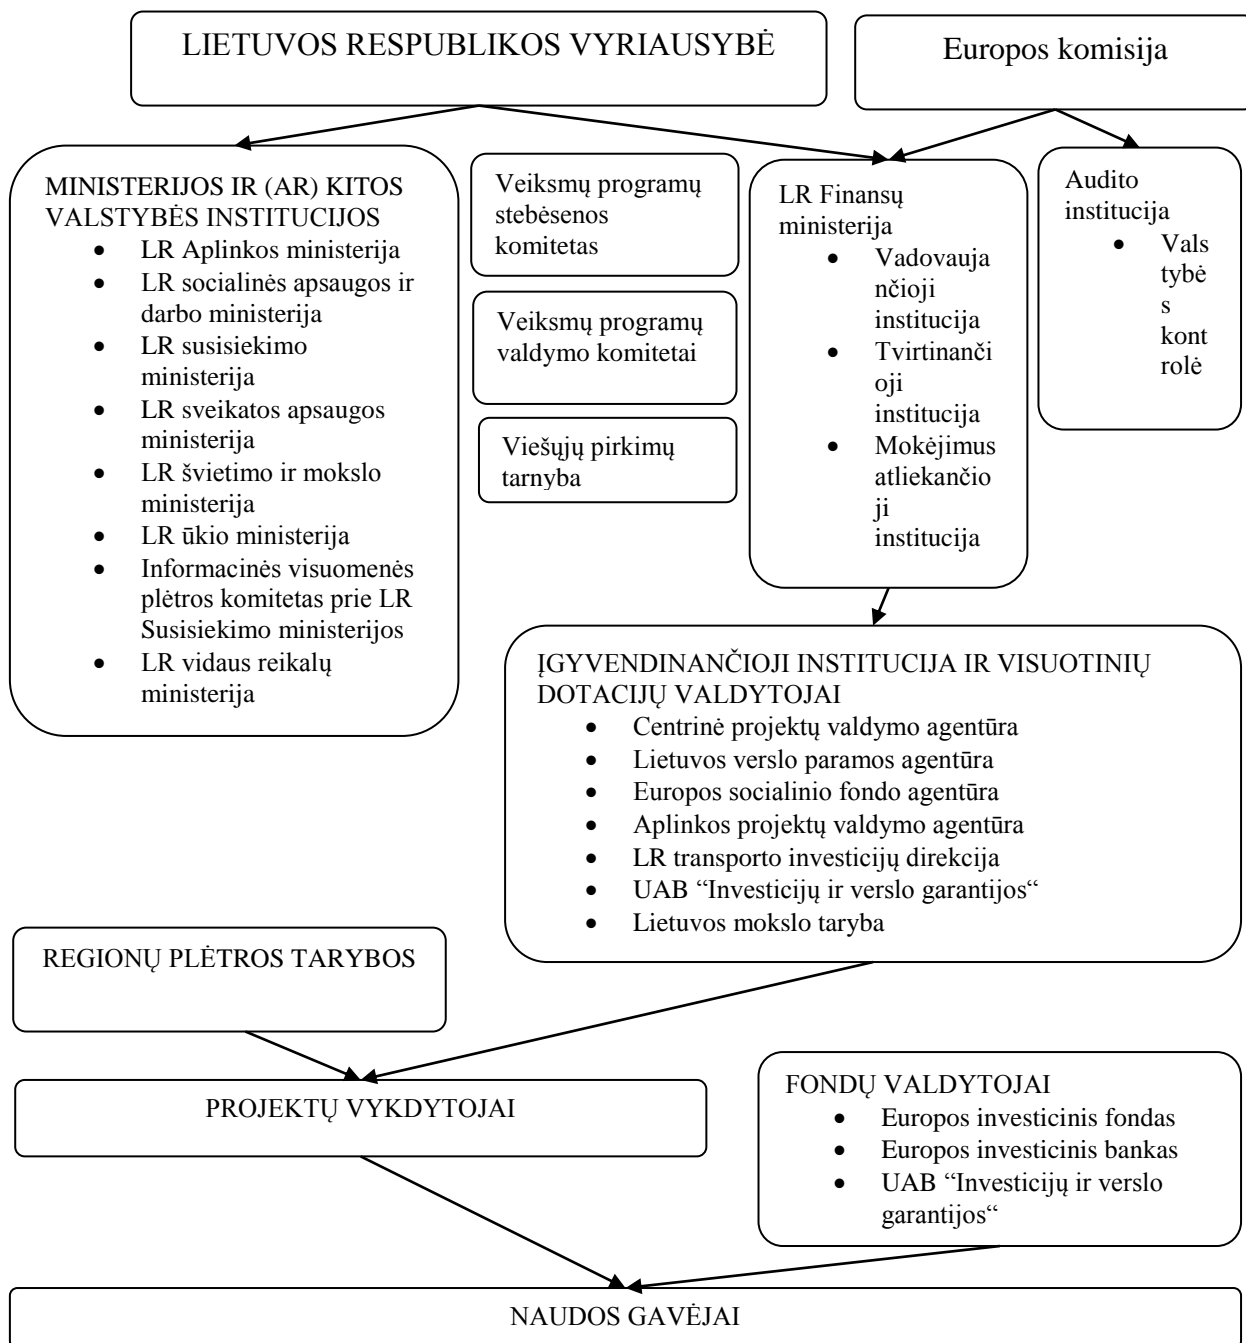 LIETUVOS RESPUBLIKOS VYRIAUSYBĖ
Europos komisija
MINISTERIJOS IR (AR) KITOS
VALSTYBĖS INSTITUCIJOS
• LR Aplinkos ministerija
• LR socialinės apsaugos ir
darbo ministerija
• LR susisiekimo
ministerija
• LR sveikatos apsaugos
ministerija
• LR švietimo ir mokslo
ministerija
• LR ūkio ministerija
• Informacinės visuomenės
plėtros komitetas prie LR
Susisiekimo ministerijos
• LR vidaus reikalų
ministerija
Veiksmų programų
stebėsenos
komitetas
Veiksmų programų
valdymo komitetai
Viešųjų pirkimų
tarnyba
LR Finansų
ministerija
• Vadovauja
nčioji
institucija
• Tvirtinanči
oji
institucija
• Mokėjimus
atliekančio
ji
institucija
Audito
institucija
• Vals
tybė
s
kont
rolė
ĮGYVENDINANČIOJI INSTITUCIJA IR VISUOTINIŲ
DOTACIJŲ VALDYTOJAI
• Centrinė projektų valdymo agentūra
• Lietuvos verslo paramos agentūra
• Europos socialinio fondo agentūra
• Aplinkos projektų valdymo agentūra
• LR transporto investicijų direkcija
• UAB “Investicijų ir verslo garantijos“
• Lietuvos mokslo taryba
REGIONŲ PLĖTROS TARYBOS
PROJEKTŲ VYKDYTOJAI
FONDŲ VALDYTOJAI
• Europos investicinis fondas
• Europos investicinis bankas
• UAB “Investicijų ir verslo
garantijos“
NAUDOS GAVĖJAI